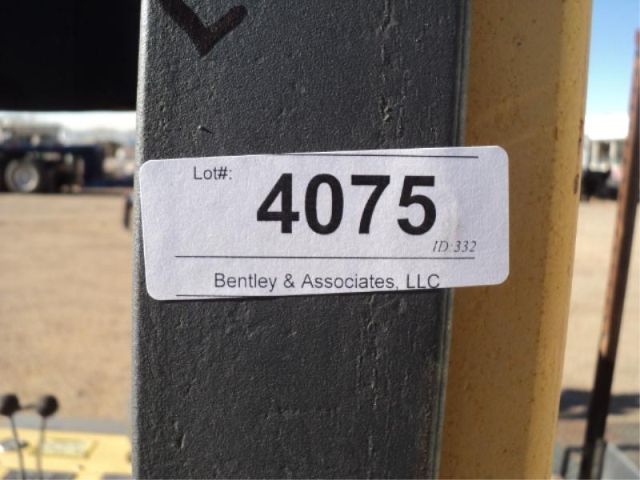 Lot#:
4075
ID:332
Bentley & Associates, LLC